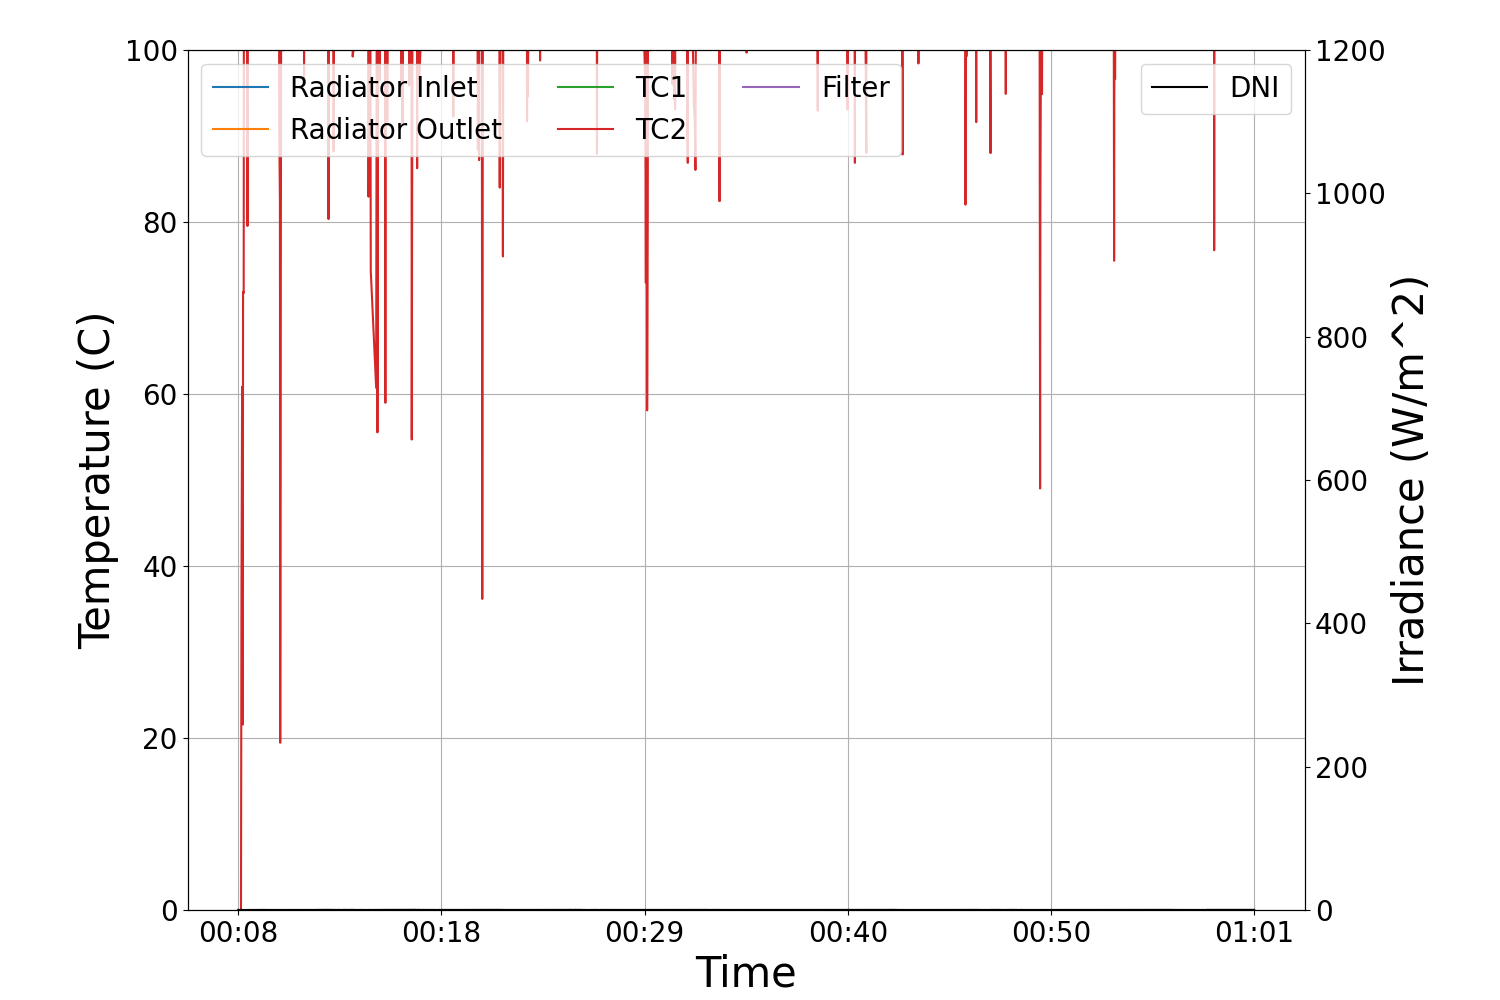 100
80
60
40
20
0
Temperature (C)
Radiator Inlet
Radiator Outlet
TC1
TC2
Filter
DNI
1200
1000
800
600
400
200
0
Irradiance (W/m^2)
00:08 00:18 00:29 00:40 00:50 01:01
Time